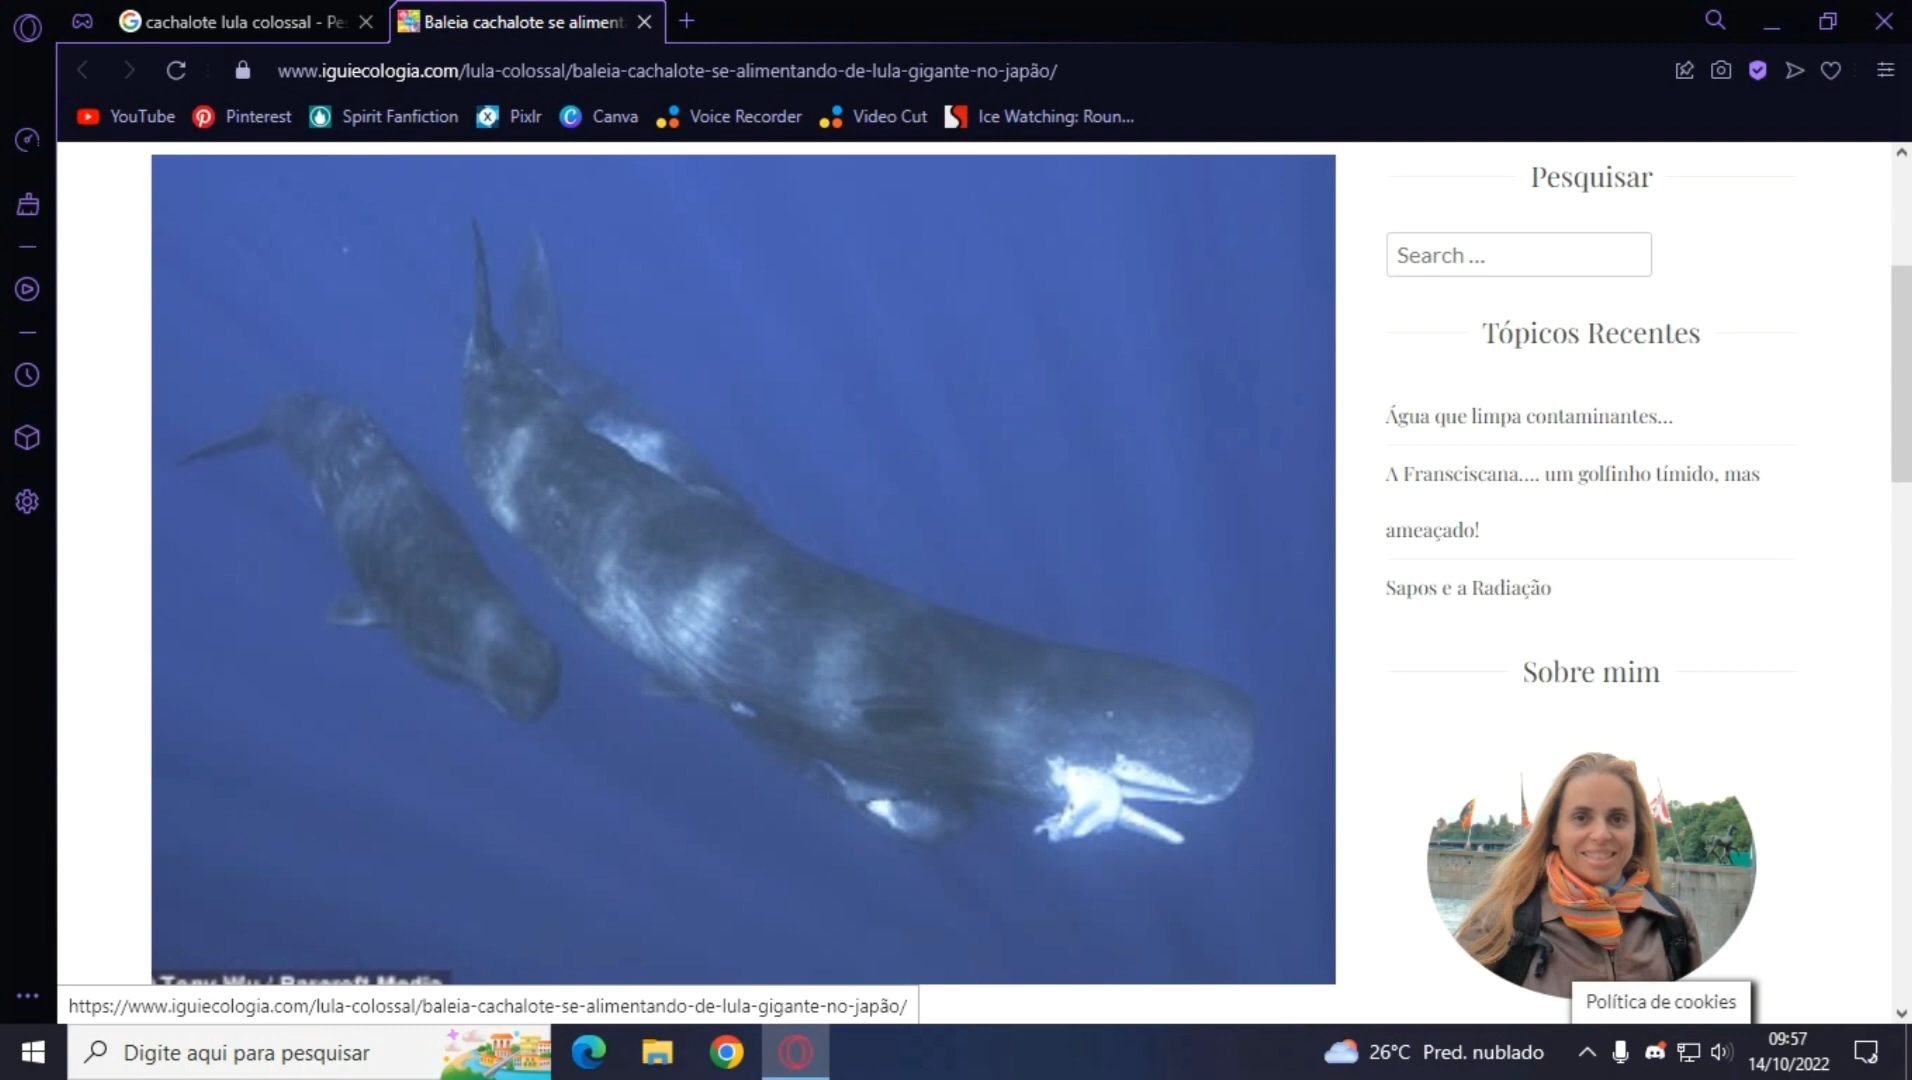 cachalote lula colossal - Pe
Baleia cachalote se aliment
www.iguiecologia.com/lula-colossal/baleia-cachalote-se-alimentando-de-lula-gigante-no-japão/
YouTube
Pinterest
Spirit Fanfiction
Pixlr
Canva
Voice Recorder
Video Cut
Ice Watching: Roun...
Pesquisar
Search ...
Tópicos Recentes
Água que limpa contaminantes...
A Fransciscana.... um golfinho tímido, mas
ameaçado!
Sapos e a Radiação
Sobre mim
Tony Wu / Barcroft Media
https://www.iguiecologia.com/lula-colossal/baleia-cachalote-se-alimentando-de-lula-gigante-no-japão/
Política de cookies
Digite aqui para pesquisar
26°C Pred. nublado
09:57
14/10/2022